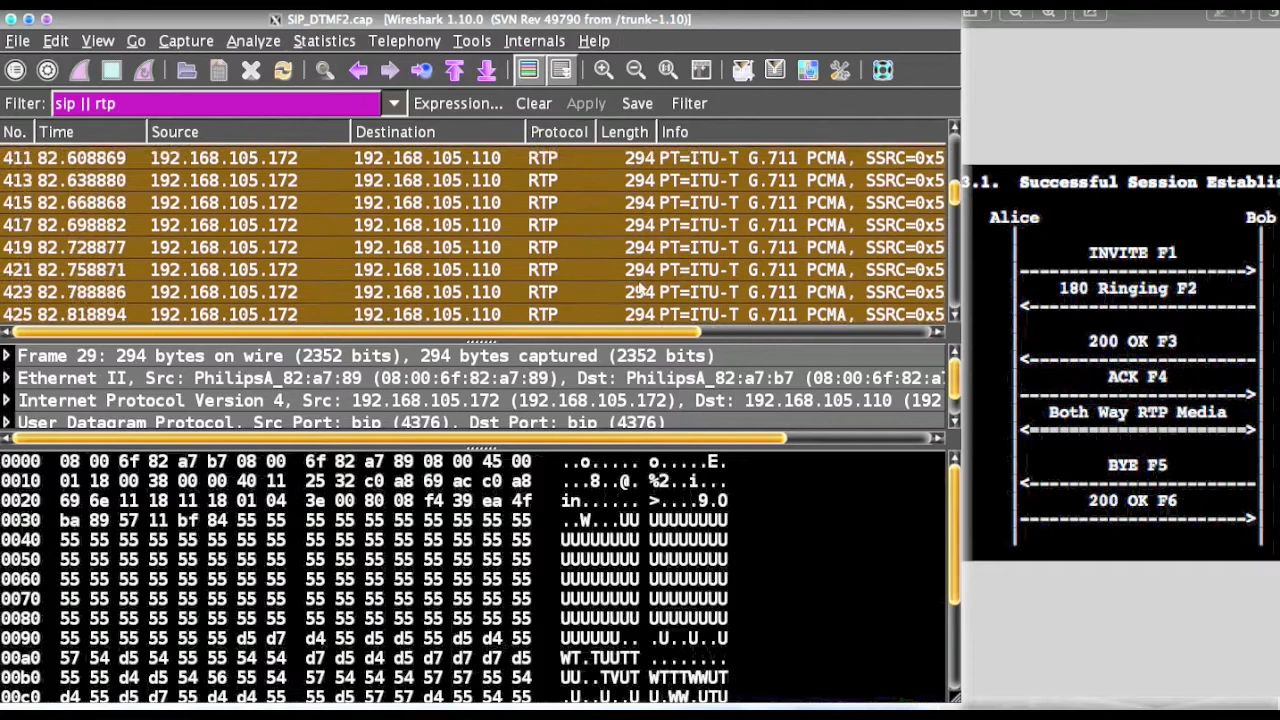 SIP_DTMF2.cap [Wireshark 1.10.0 (SVN Rev 49790 from /trunk-1.10)]
File Edit View Go Capture Analyze Statistics Telephony Tools Internals Help
Filter: sip || rtp Expression... Clear Apply Save Filter
No. Time Source Destination Protocol Length Info
411 82.608869 192.168.105.172 192.168.105.110 RTP 294 PT=ITU-T G.711 PCMA, SSRC=0x5
413 82.638880 192.168.105.172 192.168.105.110 RTP 294 PT=ITU-T G.711 PCMA, SSRC=0x5
415 82.668868 192.168.105.172 192.168.105.110 RTP 294 PT=ITU-T G.711 PCMA, SSRC=0x5
417 82.698882 192.168.105.172 192.168.105.110 RTP 294 PT=ITU-T G.711 PCMA, SSRC=0x5
419 82.728877 192.168.105.172 192.168.105.110 RTP 294 PT=ITU-T G.711 PCMA, SSRC=0x5
421 82.758871 192.168.105.172 192.168.105.110 RTP 294 PT=ITU-T G.711 PCMA, SSRC=0x5
423 82.788886 192.168.105.172 192.168.105.110 RTP 294 PT=ITU-T G.711 PCMA, SSRC=0x5
425 82.818894 192.168.105.172 192.168.105.110 RTP 294 PT=ITU-T G.711 PCMA, SSRC=0x5
Frame 29: 294 bytes on wire (2352 bits), 294 bytes captured (2352 bits)
Ethernet II, Src: PhilipsA_82:a7:89 (08:00:6f:82:a7:89), Dst: PhilipsA_82:a7:b7 (08:00:6f:82:a
Internet Protocol Version 4, Src: 192.168.105.172 (192.168.105.172), Dst: 192.168.105.110 (192
User Datagram Protocol, Src Port: bip (4376), Dst Port: bip (4376)
0000 08 00 6f 82 a7 b7 08 00 6f 82 a7 89 08 00 45 00 ..o..... o.....E.
0010 01 18 00 38 00 00 40 11 25 32 c0 a8 69 ac c0 a8 ...8..@. %2..i...
0020 69 6e 11 18 11 18 01 04 3e 00 80 08 f4 39 ea 4f in...... >....9.O
0030 ba 89 57 11 bf 84 55 55 55 55 55 55 55 55 55 55 ..W...UU UUUUUUUU
0040 55 55 55 55 55 55 55 55 55 55 55 55 55 55 55 55 UUUUUUUU UUUUUUUU
0050 55 55 55 55 55 55 55 55 55 55 55 55 55 55 55 55 UUUUUUUU UUUUUUUU
0060 55 55 55 55 55 55 55 55 55 55 55 55 55 55 55 55 UUUUUUUU UUUUUUUU
0070 55 55 55 55 55 55 55 55 55 55 55 55 55 55 55 55 UUUUUUUU UUUUUUUU
0080 55 55 55 55 55 55 55 55 55 55 55 55 55 55 55 55 UUUUUUUU UUUUUUUU
0090 55 55 55 55 55 55 d5 d7 d4 55 d5 d5 55 d5 d4 55 UUUUUU.. .U..U..U
00a0 57 54 d5 54 55 55 54 54 d7 d5 d5 d5 d7 d7 d7 d5 WT.TUUTT ........
00b0 55 55 d4 d5 54 56 55 54 57 54 54 54 57 57 55 54 UU..TVUT WTTTWWUT
00c0 d4 55 d5 d7 55 d4 d4 55 55 d5 57 57 d4 55 54 55 .U..U..U U.WW.UTU
3.1. Successful Session Establis
Alice Bob
INVITE F1
180 Ringing F2
200 OK F3
ACK F4
Both Way RTP Media
BYE F5
200 OK F6